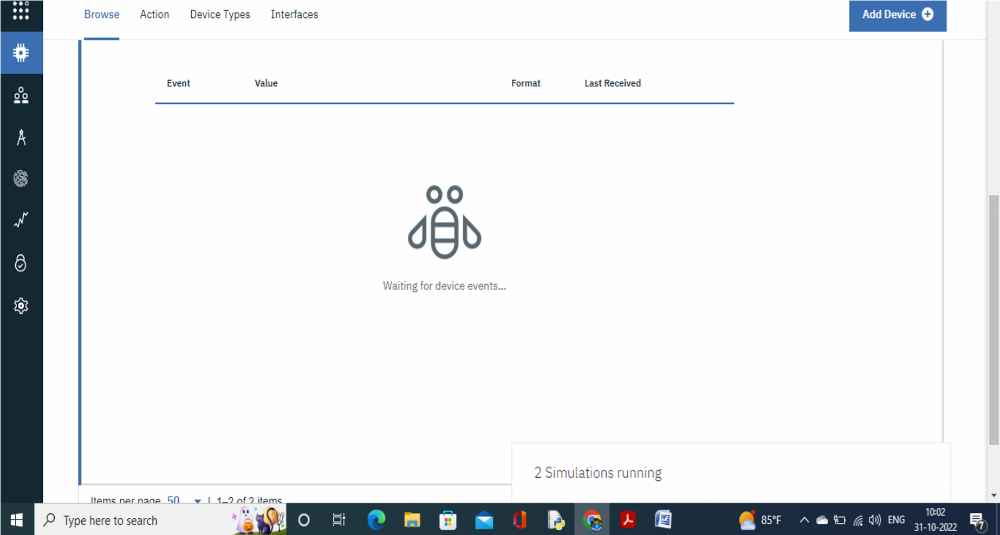 Browse Action Device Types Interfaces Add Device
Event Value Format Last Received
Waiting for device events...
2 Simulations running
Items per page 50 | 1–2 of 2 items
Type here to search 85°F ENG 10:02
31-10-2022 7